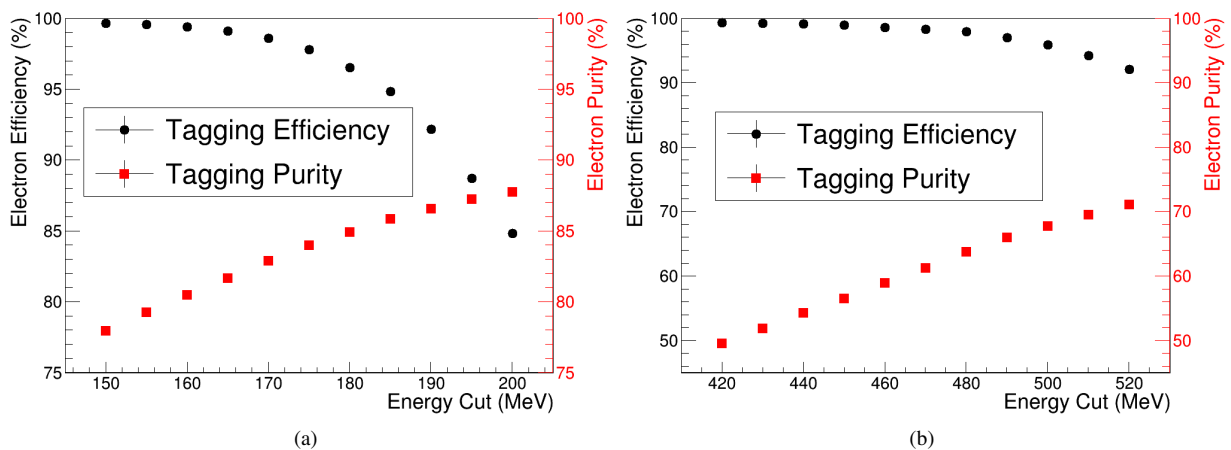 Electron Efficiency (%)
100
95
90
85
80
75
Tagging Efficiency
Tagging Purity
150 160 170 180 190 200
Energy Cut (MeV)
100
95
90
85
80
75
Electron Purity (%)
(a)
Electron Efficiency (%)
100
90
80
70
60
50
Tagging Efficiency
Tagging Purity
420 440 460 480 500 520
Energy Cut (MeV)
100
90
80
70
60
50
Electron Purity (%)
(b)